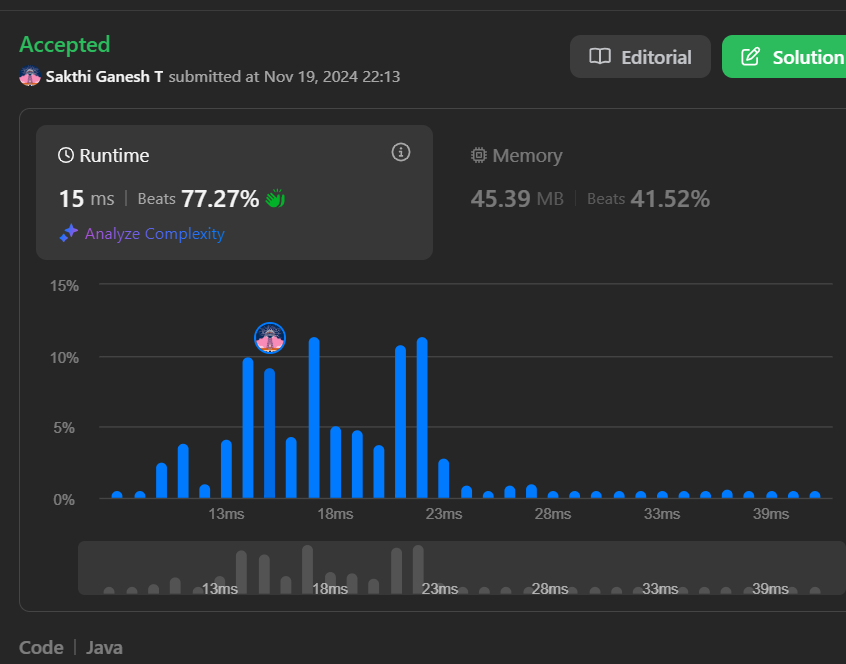 Accepted
Editorial
Solution
Sakthi Ganesh T submitted at Nov 19, 2024 22:13
Runtime
15 ms | Beats 77.27%
Analyze Complexity
Memory
45.39 MB | Beats 41.52%
15%
10%
5%
0%
13ms 18ms 23ms 28ms 33ms 39ms
13ms 18ms 23ms 28ms 33ms 39ms
Code | Java